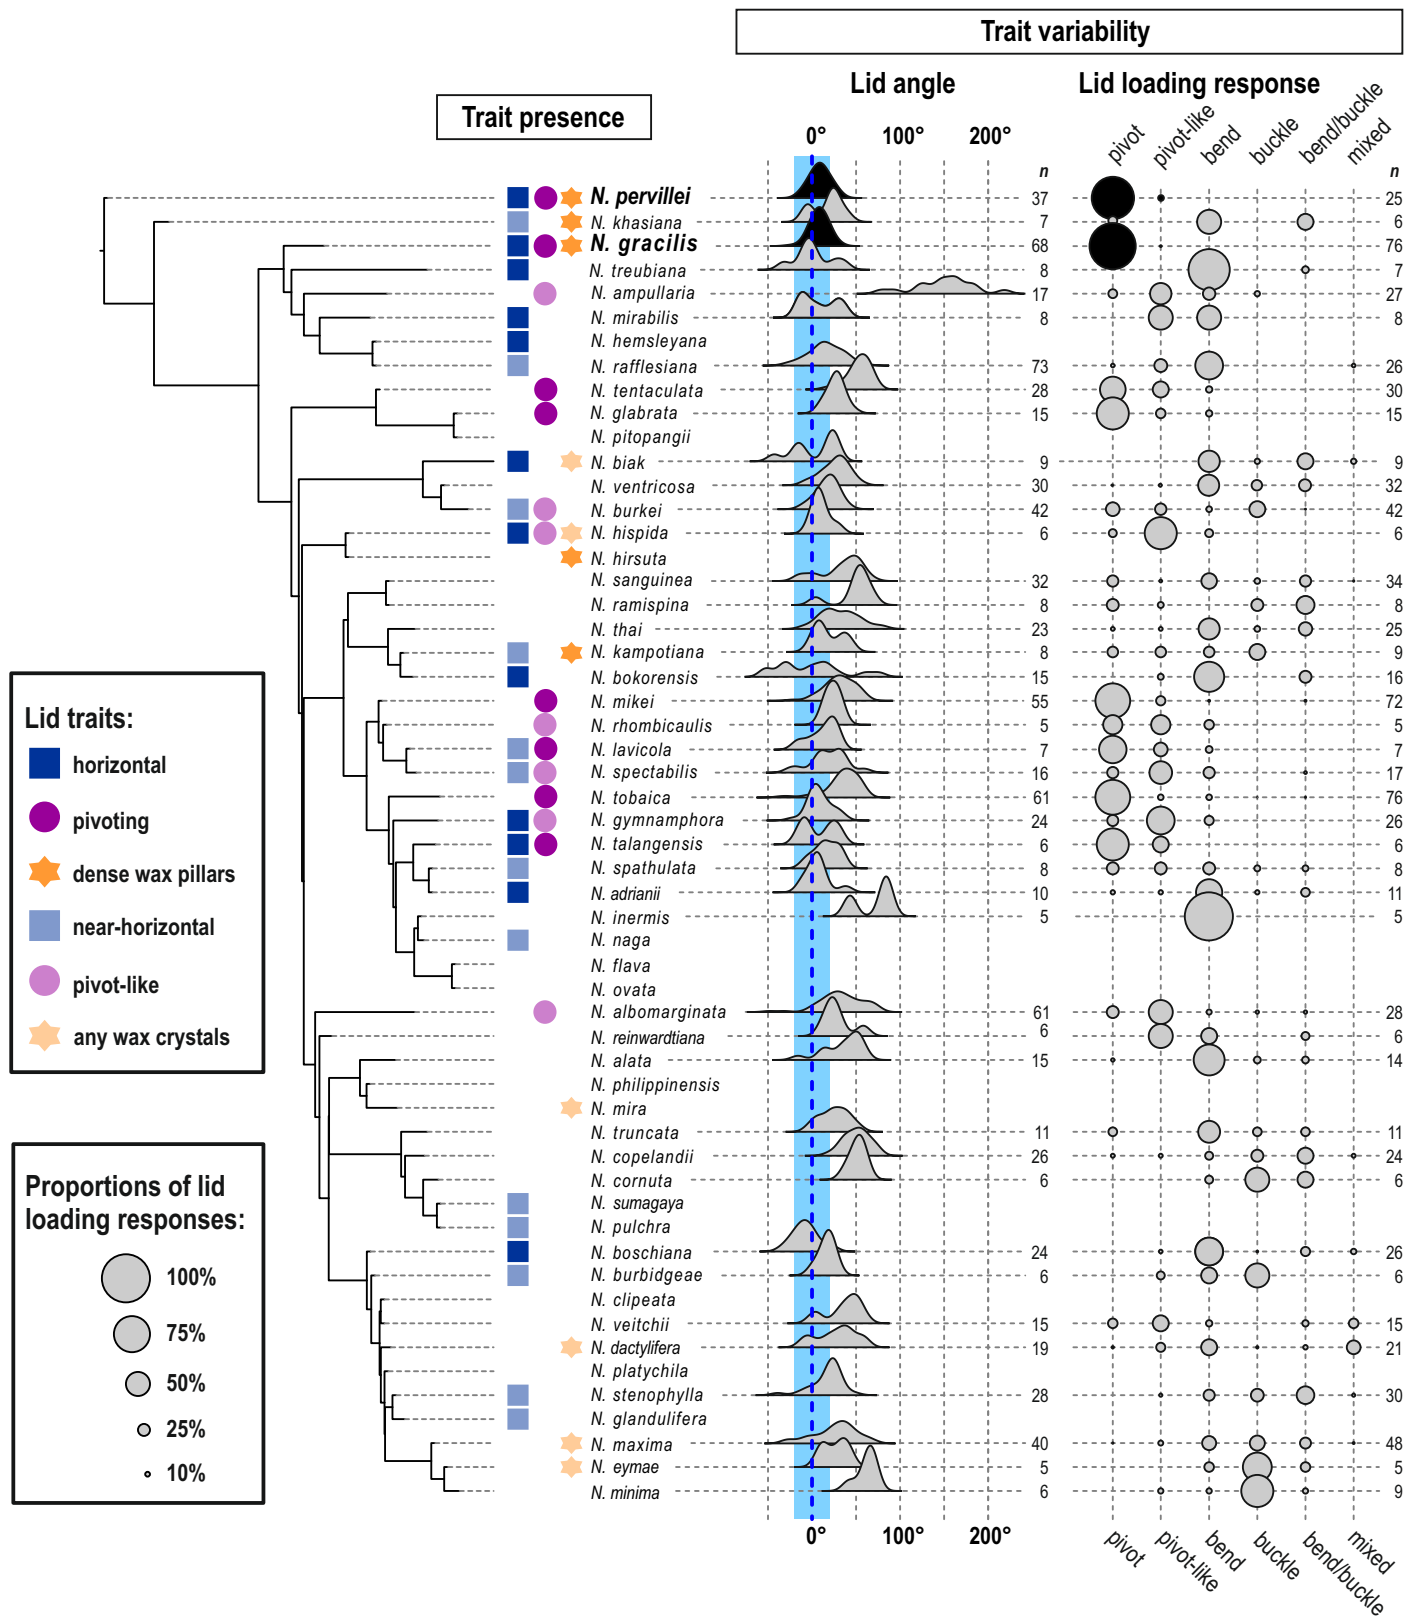 Trait variability
Lid angle
Lid loading response
Trait presence
0° 100° 200°
pivot pivot-like bend buckle bend/buckle mixed
n n
N. pervillei 37 25
N. khasiana 7 6
N. gracilis 68 76
N. treubiana 8 7
N. ampullaria 17 27
N. mirabilis 8 8
N. hemsleyana
N. rafflesiana 73 26
N. tentaculata 28 30
N. glabrata 15 15
N. pitopangii
N. biak 9 9
N. ventricosa 30 32
N. burkei 42 42
N. hispida 6 6
N. hirsuta
N. sanguinea 32 34
N. ramispina 8 8
N. thai 23 25
N. kampotiana 8 9
N. bokorensis 15 16
N. mikei 55 72
N. rhombicaulis 5 5
N. lavicola 7 7
N. spectabilis 16 17
N. tobaica 61 76
N. gymnamphora 24 26
N. talangensis 6 6
N. spathulata 8 8
N. adrianii 10 11
N. inermis 5 5
N. naga
N. flava
N. ovata
N. albomarginata 61 28
N. reinwardtiana 6 6
N. alata 15 14
N. philippinensis
N. mira
N. truncata 11 11
N. copelandii 26 24
N. cornuta 6 6
N. sumagaya
N. pulchra
N. boschiana 24 26
N. burbidgeae 6 6
N. clipeata
N. veitchii 15 15
N. dactylifera 19 21
N. platychila
N. stenophylla 28 30
N. glandulifera
N. maxima 40 48
N. eymae 5 5
N. minima 6 9
0° 100° 200°
pivot pivot-like bend buckle bend/buckle mixed
Lid traits:
horizontal
pivoting
dense wax pillars
near-horizontal
pivot-like
any wax crystals
Proportions of lid
loading responses:
100%
75%
50%
25%
10%